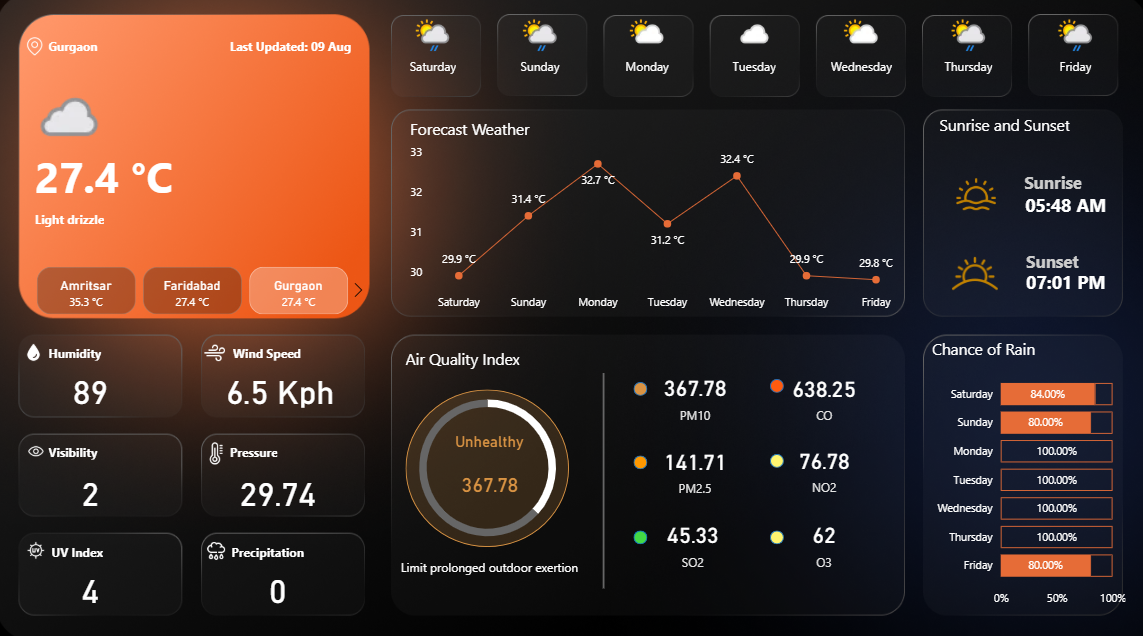 Gurgaon
Last Updated: 09 Aug
27.4 °C
Light drizzle
Amritsar
35.3 °C
Faridabad
27.4 °C
Gurgaon
27.4 °C
Saturday
Sunday
Monday
Tuesday
Wednesday
Thursday
Friday
Forecast Weather
33
32
31
30
29.9 °C
31.4 °C
32.7 °C
31.2 °C
32.4 °C
29.9 °C
29.8 °C
Saturday
Sunday
Monday
Tuesday
Wednesday
Thursday
Friday
Sunrise and Sunset
Sunrise
05:48 AM
Sunset
07:01 PM
Humidity
89
Wind Speed
6.5 Kph
Visibility
2
Pressure
29.74
UV
UV Index
4
Precipitation
0
Air Quality Index
Unhealthy
367.78
Limit prolonged outdoor exertion
367.78
PM10
638.25
CO
141.71
PM2.5
76.78
NO2
45.33
SO2
62
O3
Chance of Rain
Saturday 84.00%
Sunday 80.00%
Monday 100.00%
Tuesday 100.00%
Wednesday 100.00%
Thursday 100.00%
Friday 80.00%
0% 50% 100%